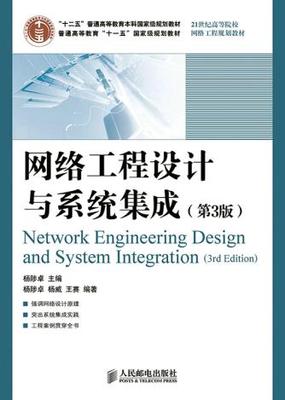 “十二五”普通高等教育本科国家级规划教材
普通高等教育“十一五”国家级规划教材
21世纪高等院校
网络工程规划教材
网络工程设计
与系统集成(第3版)
Network Engineering Design
and System Integration (3rd Edition)
杨陟卓 主编
杨陟卓 杨威 王赛 编著
强调网络设计原理
突出系统集成实践
工程案例贯穿全书
人民邮电出版社
POSTS & TELECOM PRESS